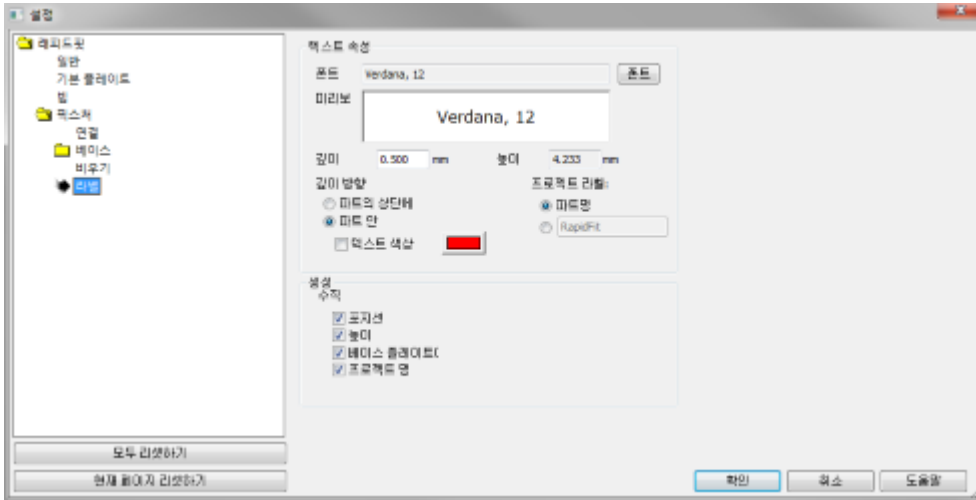 설정
래피드핏
일반
기본 플레이트
빔
픽스처
연결
베이스
비우기
라벨
모두 리셋하기
현재 페이지 리셋하기
텍스트 속성
폰트 Verdana, 12 폰트
미리보
Verdana, 12
깊이 0.500 mm 높이 4.233 mm
깊이 방향 프로젝트 라벨:
파트의 상단에 파트명
파트 안 RapidFit
텍스트 색상
생성
수직
포지션
높이
베이스 플레이트(
프로젝트 명
확인 취소 도움말